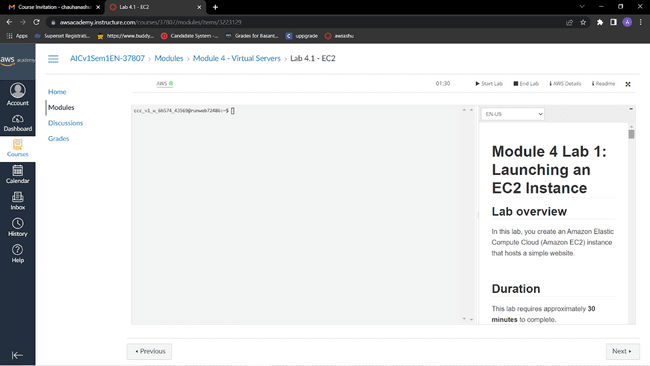 Course Invitation - chauhanashu
Lab 4.1 - EC2
awsacademy.instructure.com/courses/37807/modules/items/3223129
Apps
Superset Registrati...
https://www.buddy...
Candidate System -...
Grades for Basant...
uppgrade
awsashu
aws academy
Account
Dashboard
Courses
Calendar
Inbox
History
Help
AICv1Sem1EN-37807 > Modules > Module 4 - Virtual Servers > Lab 4.1 - EC2
Home
Modules
Discussions
Grades
AWS
01:30
Start Lab
End Lab
AWS Details
Readme
EN-US
Module 4 Lab 1:
Launching an
EC2 Instance
Lab overview
In this lab, you create an Amazon Elastic
Compute Cloud (Amazon EC2) instance
that hosts a simple website.
Duration
This lab requires approximately 30
minutes to complete.
Previous
Next